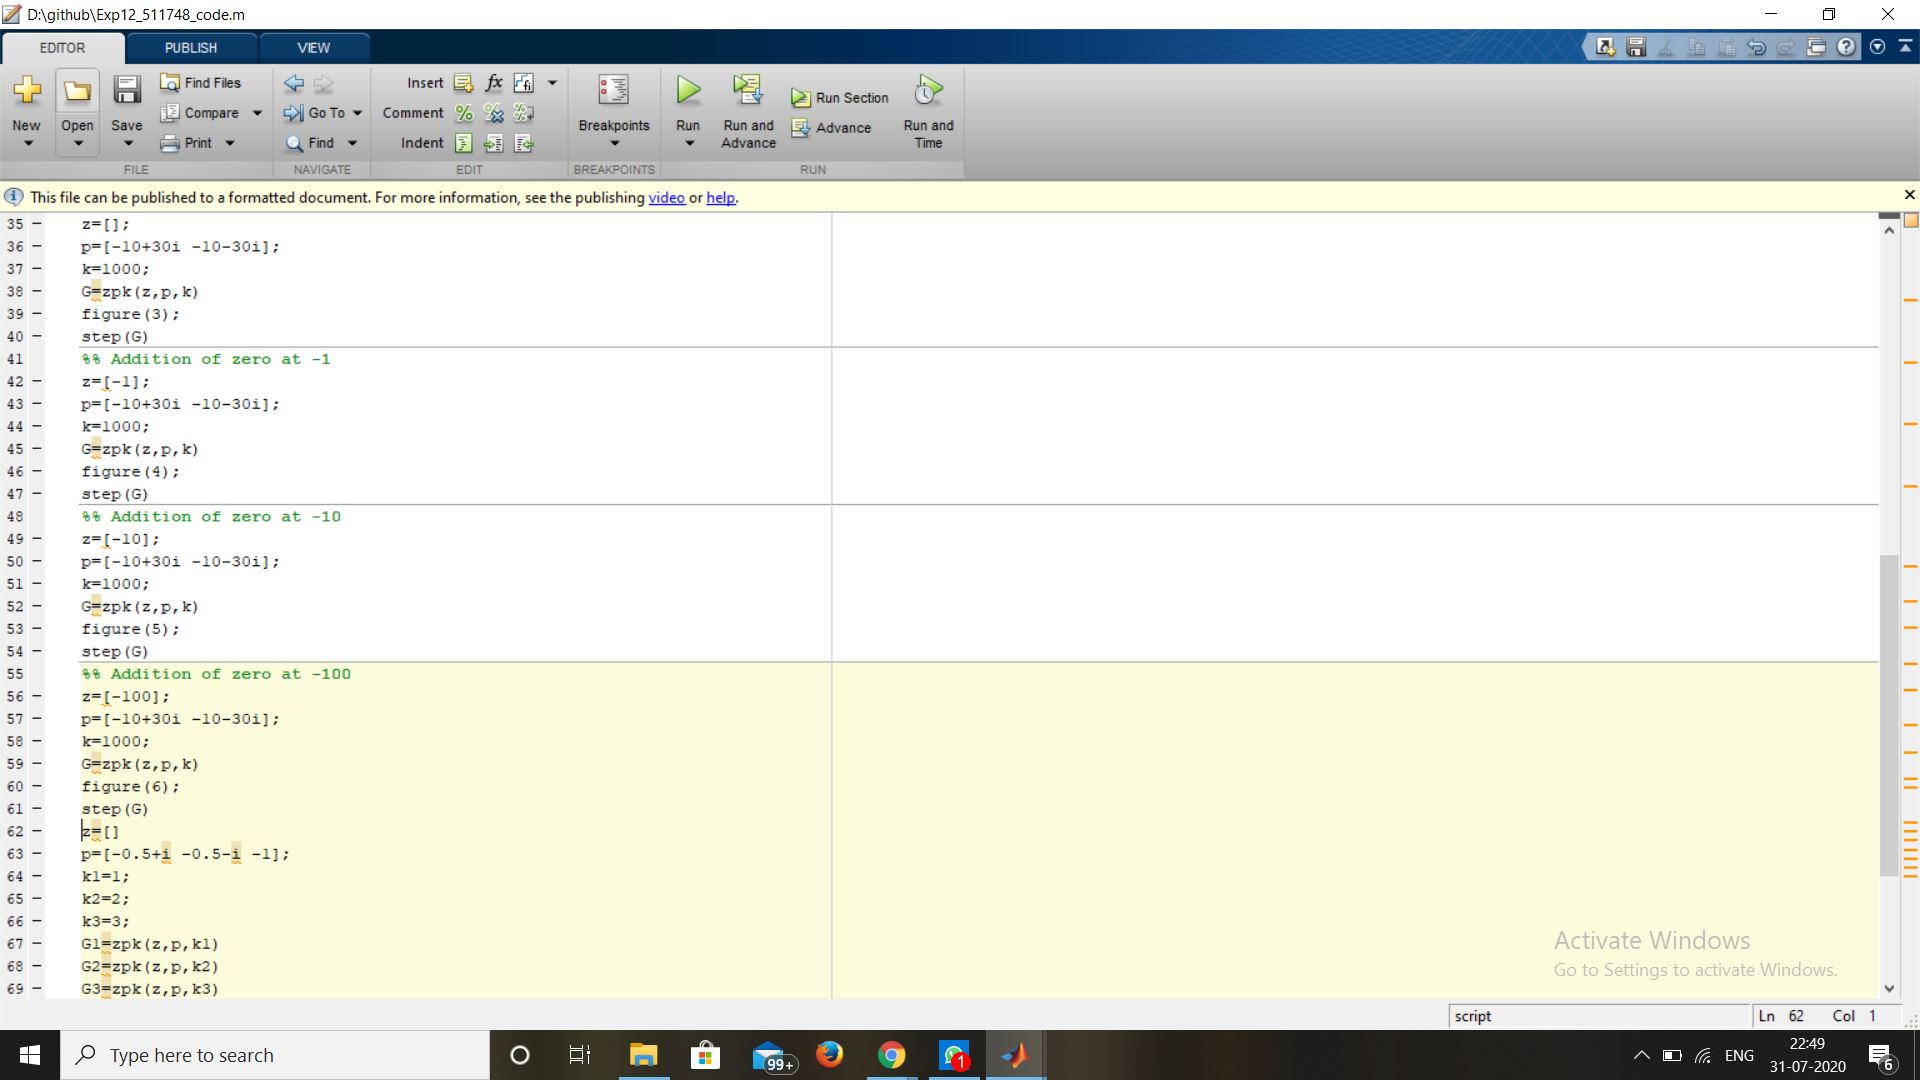 D:\github\Exp12_511748_code.m
EDITOR PUBLISH VIEW
New Open Save
Find Files
Compare
Print
FILE
Go To
Find
NAVIGATE
Insert fx
Comment
Indent
EDIT
Breakpoints
BREAKPOINTS
Run
Run and Advance
Run Section
Advance
Run and Time
RUN
This file can be published to a formatted document. For more information, see the publishing video or help.
35 – z=[];
36 – p=[-10+30i -10-30i];
37 – k=1000;
38 – G=zpk(z,p,k)
39 – figure(3);
40 – step(G)
41 %% Addition of zero at -1
42 – z=[-1];
43 – p=[-10+30i -10-30i];
44 – k=1000;
45 – G=zpk(z,p,k)
46 – figure(4);
47 – step(G)
48 %% Addition of zero at -10
49 – z=[-10];
50 – p=[-10+30i -10-30i];
51 – k=1000;
52 – G=zpk(z,p,k)
53 – figure(5);
54 – step(G)
55 %% Addition of zero at -100
56 – z=[-100];
57 – p=[-10+30i -10-30i];
58 – k=1000;
59 – G=zpk(z,p,k)
60 – figure(6);
61 – step(G)
62 – z=[]
63 – p=[-0.5+i -0.5-i -1];
64 – k1=1;
65 – k2=2;
66 – k3=3;
67 – G1=zpk(z,p,k1)
68 – G2=zpk(z,p,k2)
69 – G3=zpk(z,p,k3)
Activate Windows
Go to Settings to activate Windows.
script Ln 62 Col 1
Type here to search
99+
1
ENG
22:49
31-07-2020
6